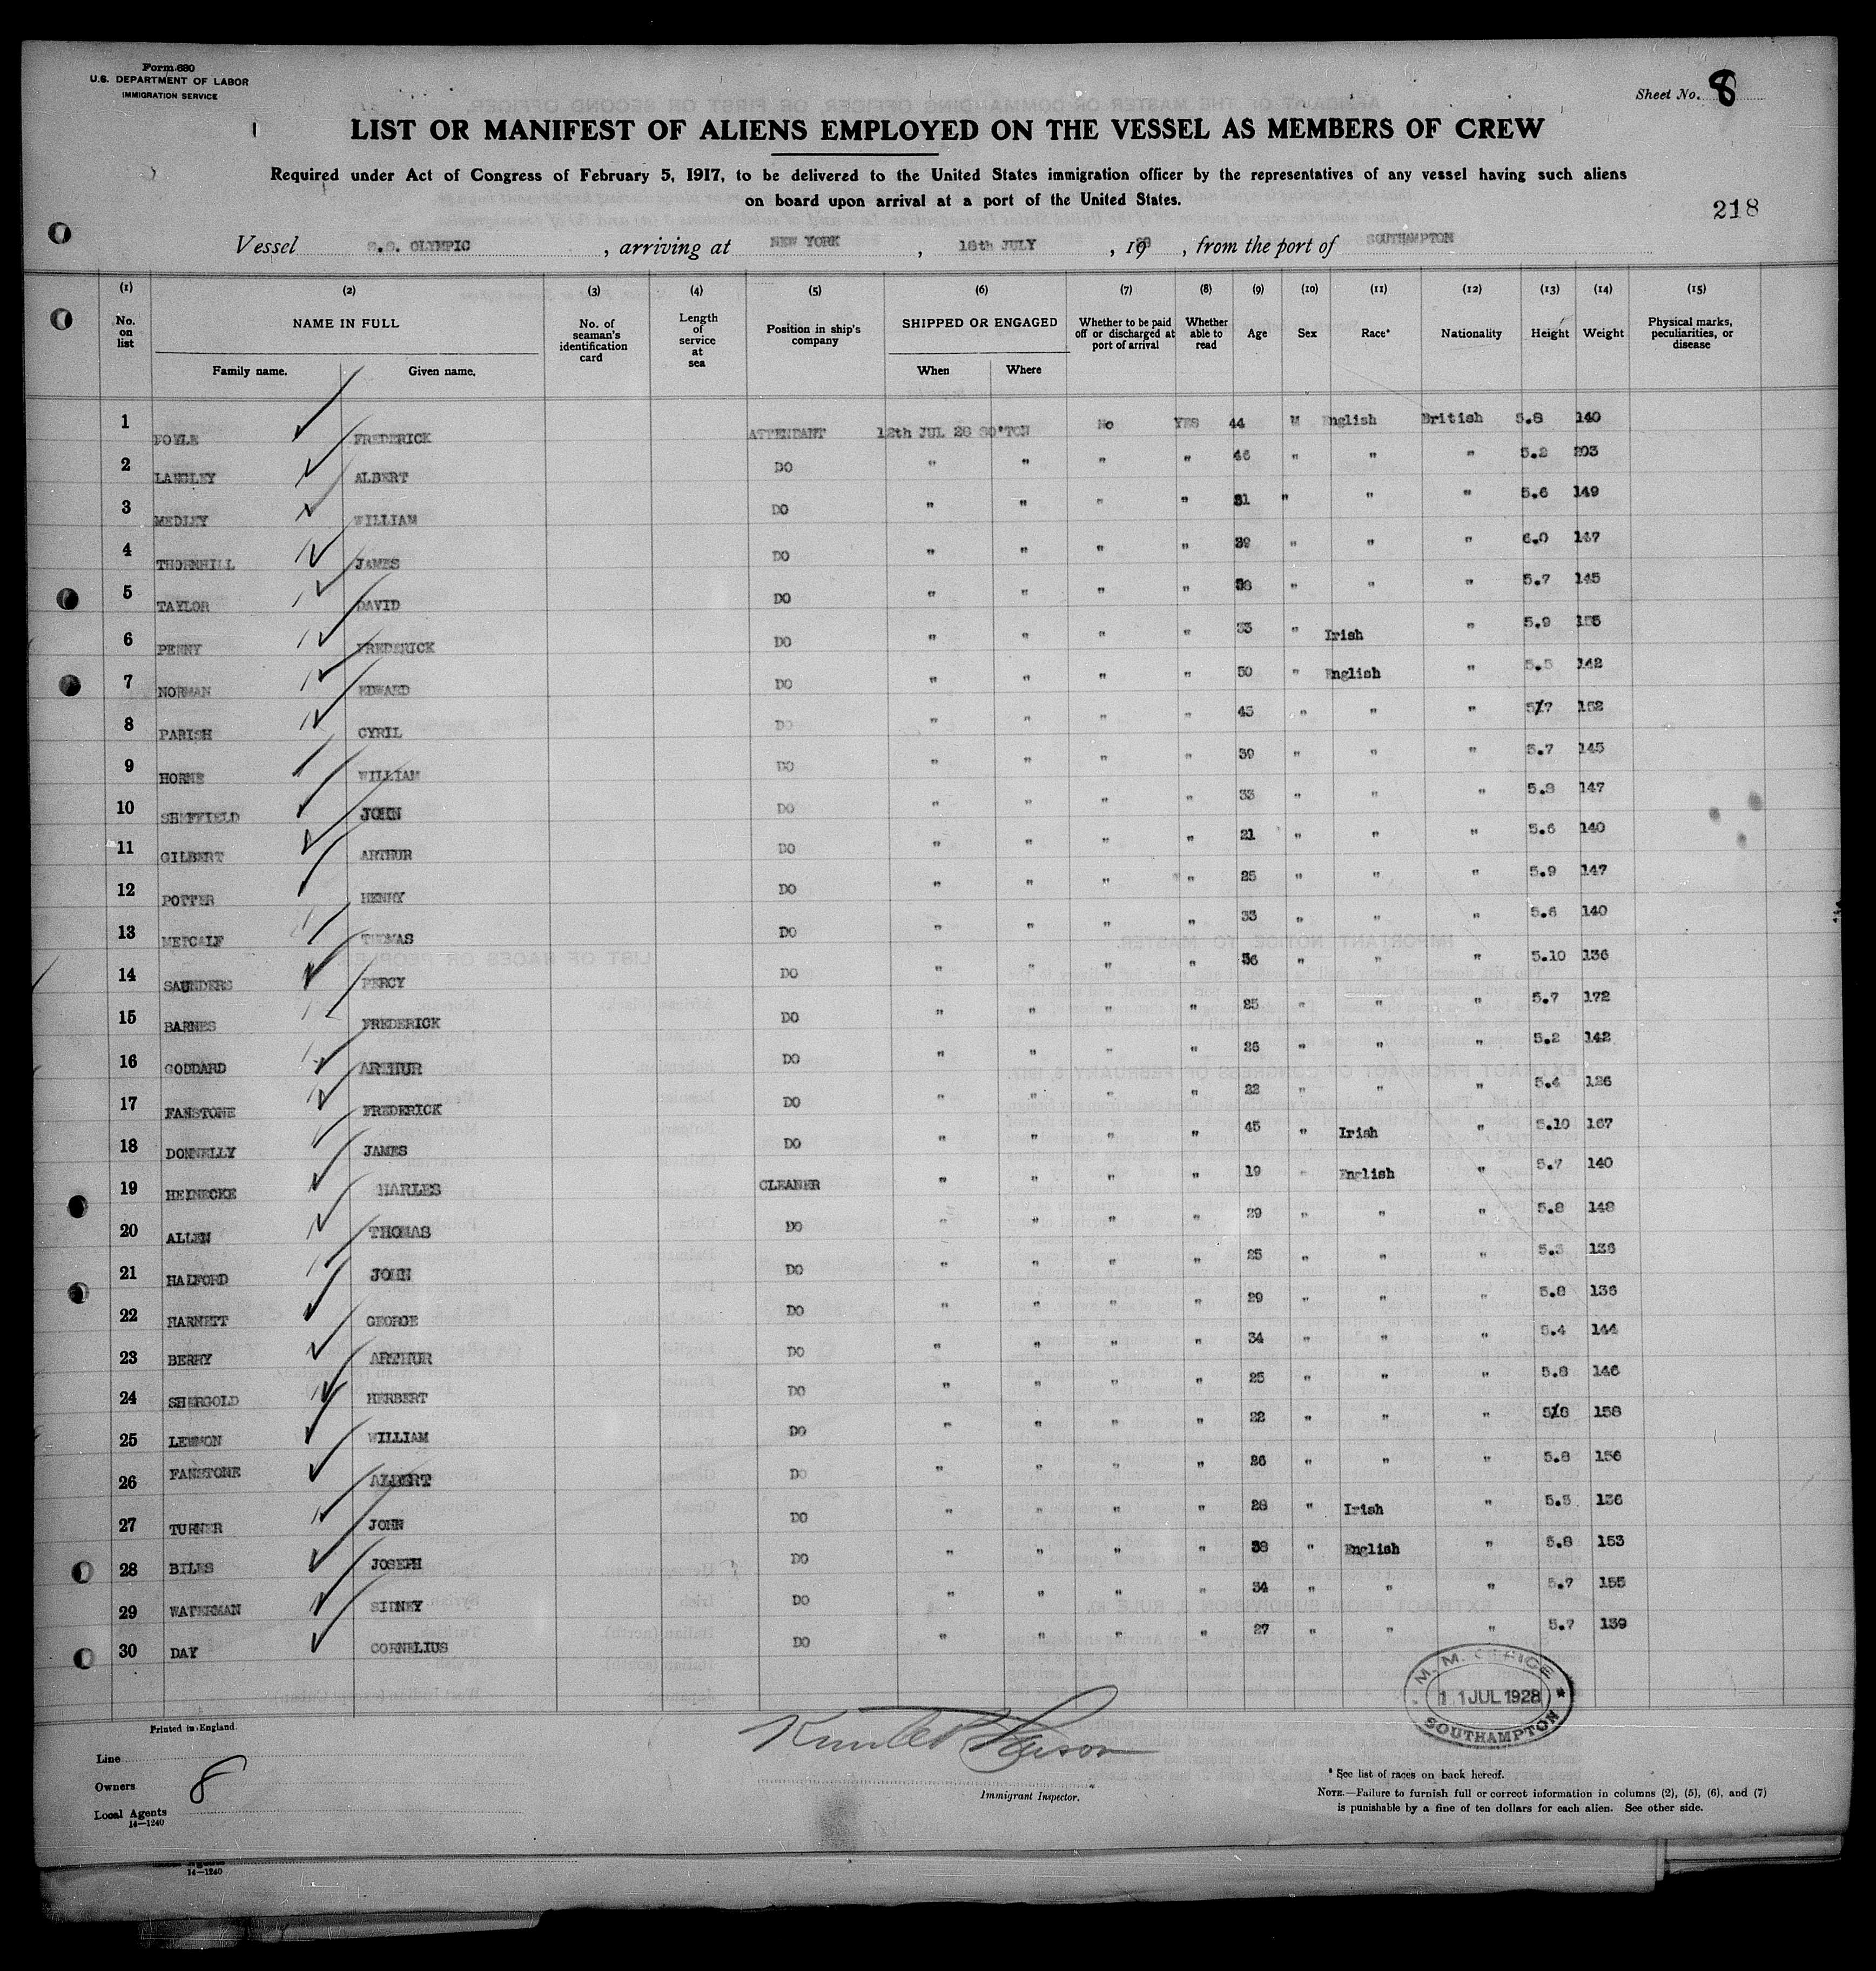 Form 680
U.S. DEPARTMENT OF LABOR
IMMIGRATION SERVICE
Sheet No. 8
LIST OR MANIFEST OF ALIENS EMPLOYED ON THE VESSEL AS MEMBERS OF CREW
Required under Act of Congress of February 5, 1917, to be delivered to the United States immigration officer by the representatives of any vessel having such aliens
on board upon arrival at a port of the United States.
218
Vessel S.S. OLYMPIC , arriving at NEW YORK , 18th JULY , 1928 , from the port of SOUTHAMPTON
(1) (2) (3) (4) (5) (6) (7) (8) (9) (10) (11) (12) (13) (14) (15)
No. on list NAME IN FULL No. of seaman's identification card Length of service at sea Position in ship's company SHIPPED OR ENGAGED Whether to be paid off or discharged at port of arrival Whether able to read Age Sex Race* Nationality Height Weight Physical marks, peculiarities, or disease
Family name. Given name. When Where
1 FOYLE FREDERICK ATTENDANT 12th JUL 28 SO'TON No YES 44 M English British 5.8 140
2 LANGLEY ALBERT DO " " " " 46 " " " 5.2 203
3 MEDLEY WILLIAM DO " " " " 31 " " " 5.6 149
4 THORNHILL JAMES DO " " " " 39 " " " 6.0 147
5 TAYLOR DAVID DO " " " " " " " 5.7 145
6 PENNY FREDERICK DO " " " " 33 " Irish " 5.9 155
7 NORMAN EDWARD DO " " " " 50 " English " 5.5 142
8 PARISH CYRIL DO " " " " 43 " " " 5/7 152
9 HORNE WILLIAM DO " " " " 39 " " " 5.7 145
10 SHEFFIELD JOHN DO " " " " 33 " " " 5.8 147
11 GILBERT ARTHUR DO " " " " 21 " " " 5.6 140
12 POTTER HENRY DO " " " " 25 " " " 5.9 147
13 METCALF THOMAS DO " " " " 33 " " " 5.6 140
14 SAUNDERS PERCY DO " " " " 36 " " " 5.10 136
15 BARNES FREDERICK DO " " " " 25 " " " 5.7 172
16 GODDARD ARTHUR DO " " " " 26 " " " 5.2 142
17 FANSTONE FREDERICK DO " " " " 22 " " " 5.4 126
18 DONNELLY JAMES DO " " " " 45 " Irish " 5.10 167
19 HEINECKE CHARLES CLEANER " " " " 19 " English " 5.7 140
20 ALLEN THOMAS DO " " " " 29 " " " 5.8 148
21 HALFORD JOHN DO " " " " 25 " " " 5.3 136
22 HARNETT GEORGE DO " " " " 29 " " " 5.8 136
23 BERRY ARTHUR DO " " " " 34 " " " 5.4 144
24 SHERGOLD HERBERT DO " " " " 25 " " " 5.8 146
25 LEWMON WILLIAM DO " " " " 22 " " " 5/8 158
26 FANSTONE ALBERT DO " " " " 26 " " " 5.8 156
27 TURNER JOHN DO " " " " 28 " Irish " 5.5 136
28 BILES JOSEPH DO " " " " 38 " English " 5.8 153
29 WATERMAN SIDNEY DO " " " " 34 " " " 5.7 155
30 DAY CORNELIUS DO " " " " 27 " " " 5.7 139
M. M. OFFICE
11 JUL 1928
SOUTHAMPTON
Printed in England.
Line
Owners 8
Local Agents
14—1240
Immigrant Inspector.
* See list of races on back hereof.
NOTE.—Failure to furnish full or correct information in columns (2), (5), (6), and (7)
is punishable by a fine of ten dollars for each alien. See other side.
14—1240